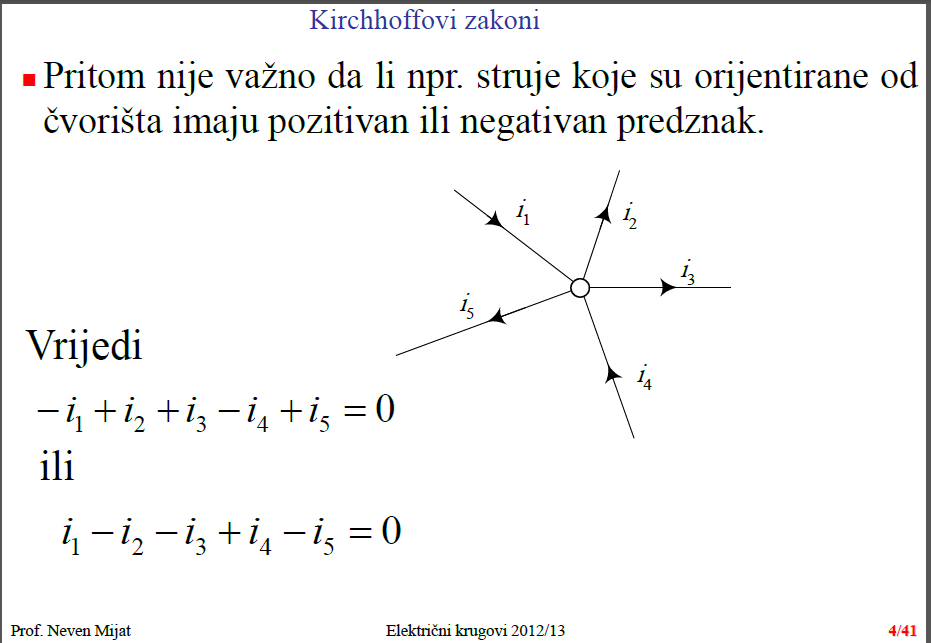 Kirchhoffovi zakoni
Pritom nije važno da li npr. struje koje su orijentirane od
čvorišta imaju pozitivan ili negativan predznak.
i₁
i₂
i₃
i₅
i₄
Vrijedi
−i₁ + i₂ + i₃ − i₄ + i₅ = 0
ili
i₁ − i₂ − i₃ + i₄ − i₅ = 0
Prof. Neven Mijat
Električni krugovi 2012/13
4/41